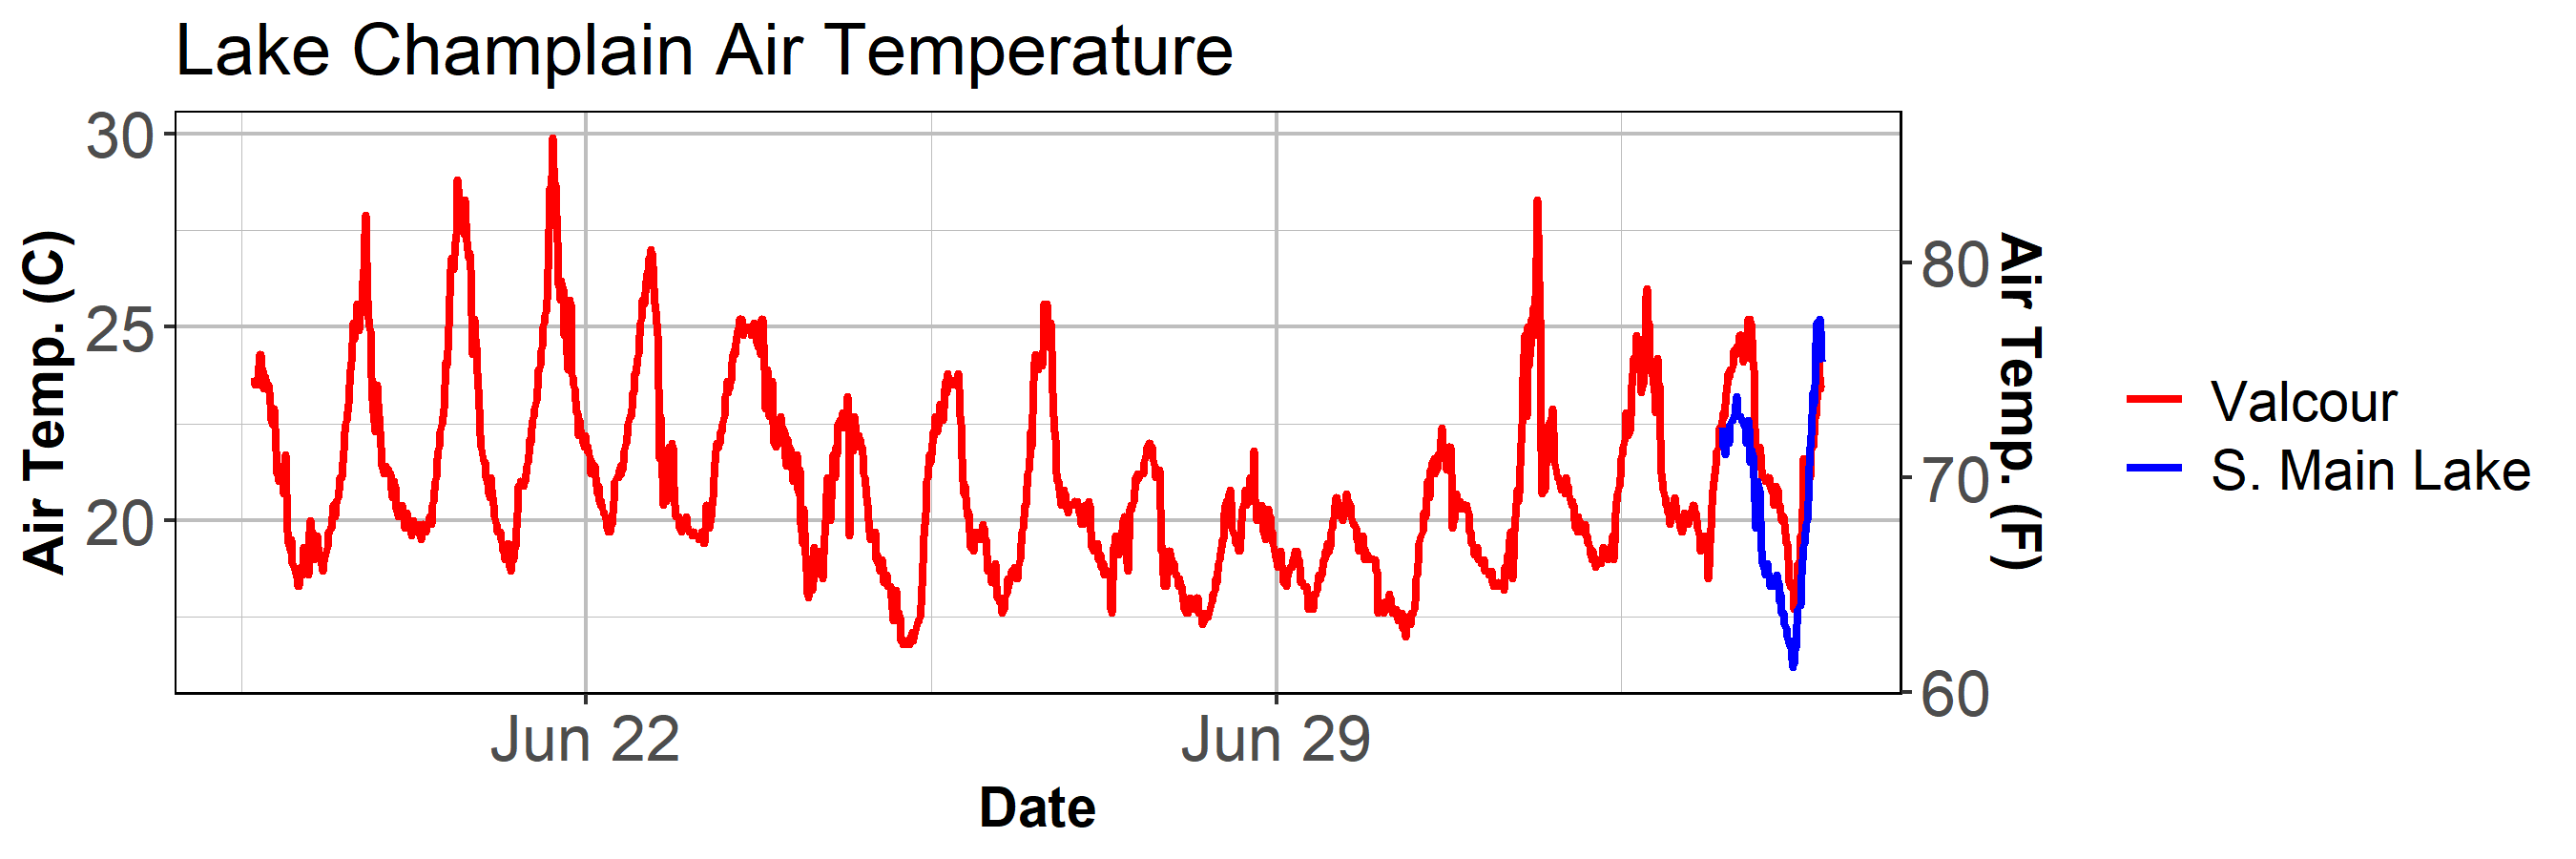 Lake Champlain Air Temperature
Air Temp. (C)
30
25
20
Air Temp. (F)
80
70
60
Jun 22
Jun 29
Date
Valcour
S. Main Lake